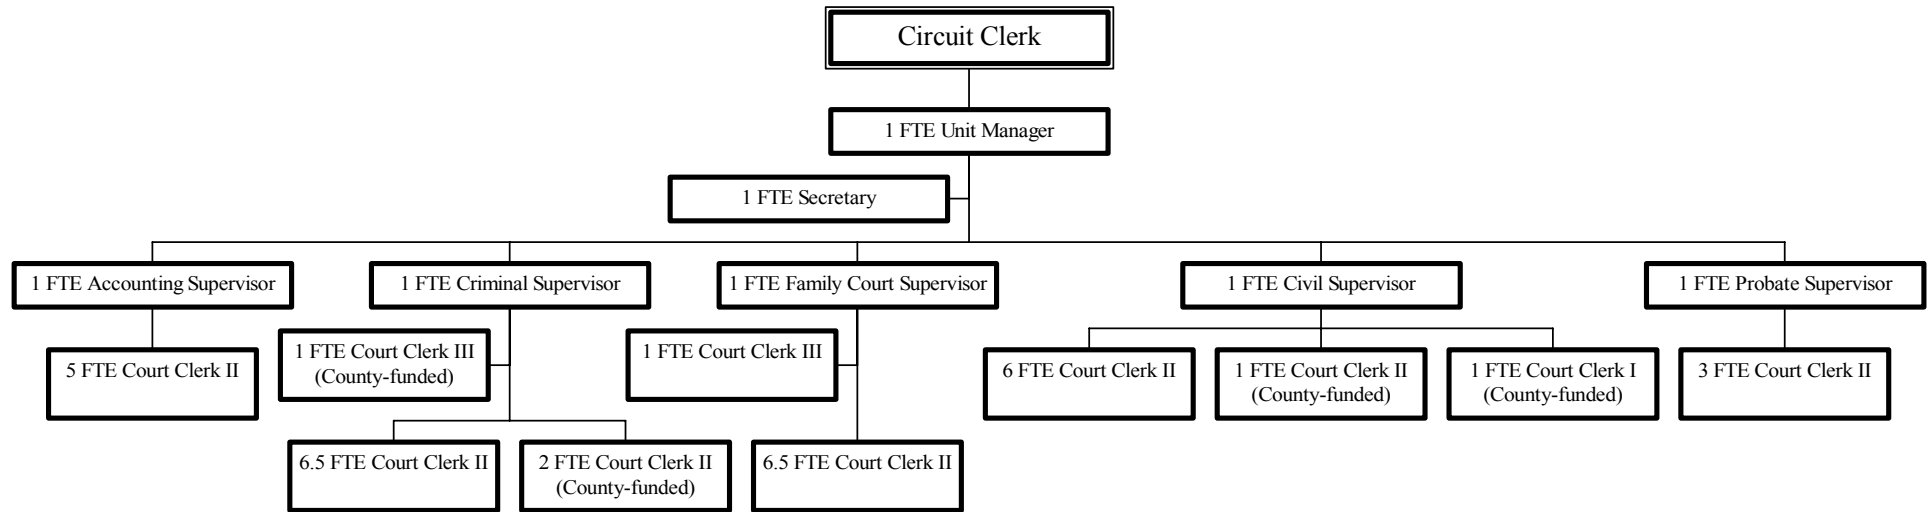 Circuit Clerk
1 FTE Unit Manager
1 FTE Secretary
1 FTE Accounting Supervisor
1 FTE Criminal Supervisor
1 FTE Family Court Supervisor
1 FTE Civil Supervisor
1 FTE Probate Supervisor
5 FTE Court Clerk II
1 FTE Court Clerk III
(County-funded)
1 FTE Court Clerk III
6 FTE Court Clerk II
1 FTE Court Clerk II
(County-funded)
1 FTE Court Clerk I
(County-funded)
3 FTE Court Clerk II
6.5 FTE Court Clerk II
2 FTE Court Clerk II
(County-funded)
6.5 FTE Court Clerk II